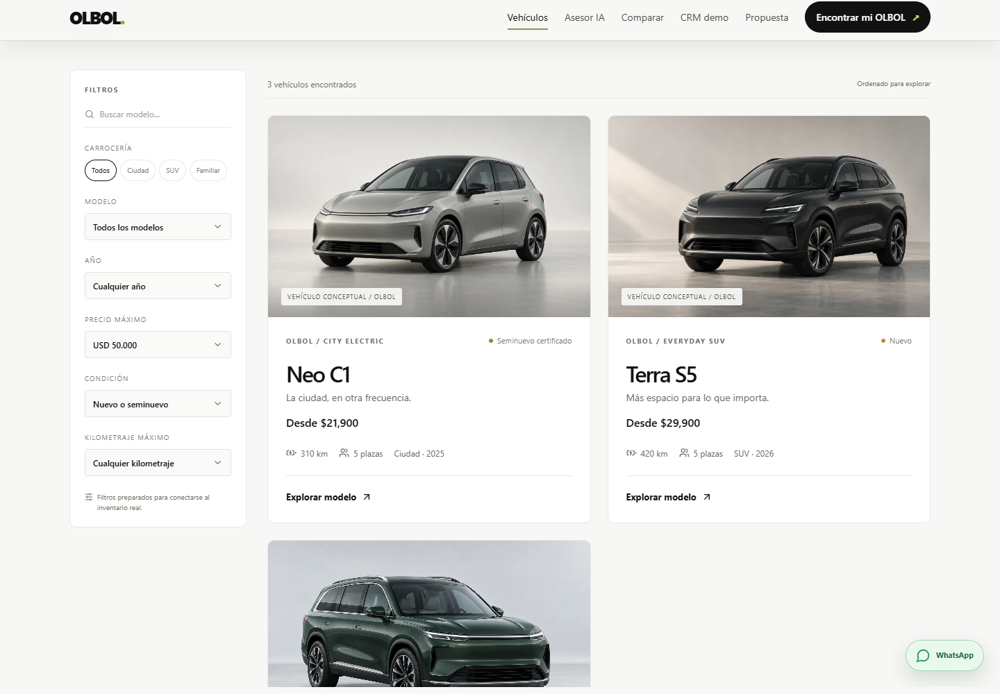 OLBOL.
Vehículos
Asesor IA
Comparar
CRM demo
Propuesta
Encontrar mi OLBOL ↗
FILTROS
Buscar modelo...
CARROCERÍA
Todos
Ciudad
SUV
Familiar
MODELO
Todos los modelos
AÑO
Cualquier año
PRECIO MÁXIMO
USD 50.000
CONDICIÓN
Nuevo o seminuevo
KILOMETRAJE MÁXIMO
Cualquier kilometraje
Filtros preparados para conectarse al
inventario real.
3 vehículos encontrados
Ordenado para explorar
VEHÍCULO CONCEPTUAL / OLBOL
OLBOL / CITY ELECTRIC
Seminuevo certificado
Neo C1
La ciudad, en otra frecuencia.
Desde $21,900
310 km
5 plazas
Ciudad · 2025
Explorar modelo
VEHÍCULO CONCEPTUAL / OLBOL
OLBOL / EVERYDAY SUV
Nuevo
Terra S5
Más espacio para lo que importa.
Desde $29,900
420 km
5 plazas
SUV · 2026
Explorar modelo
WhatsApp